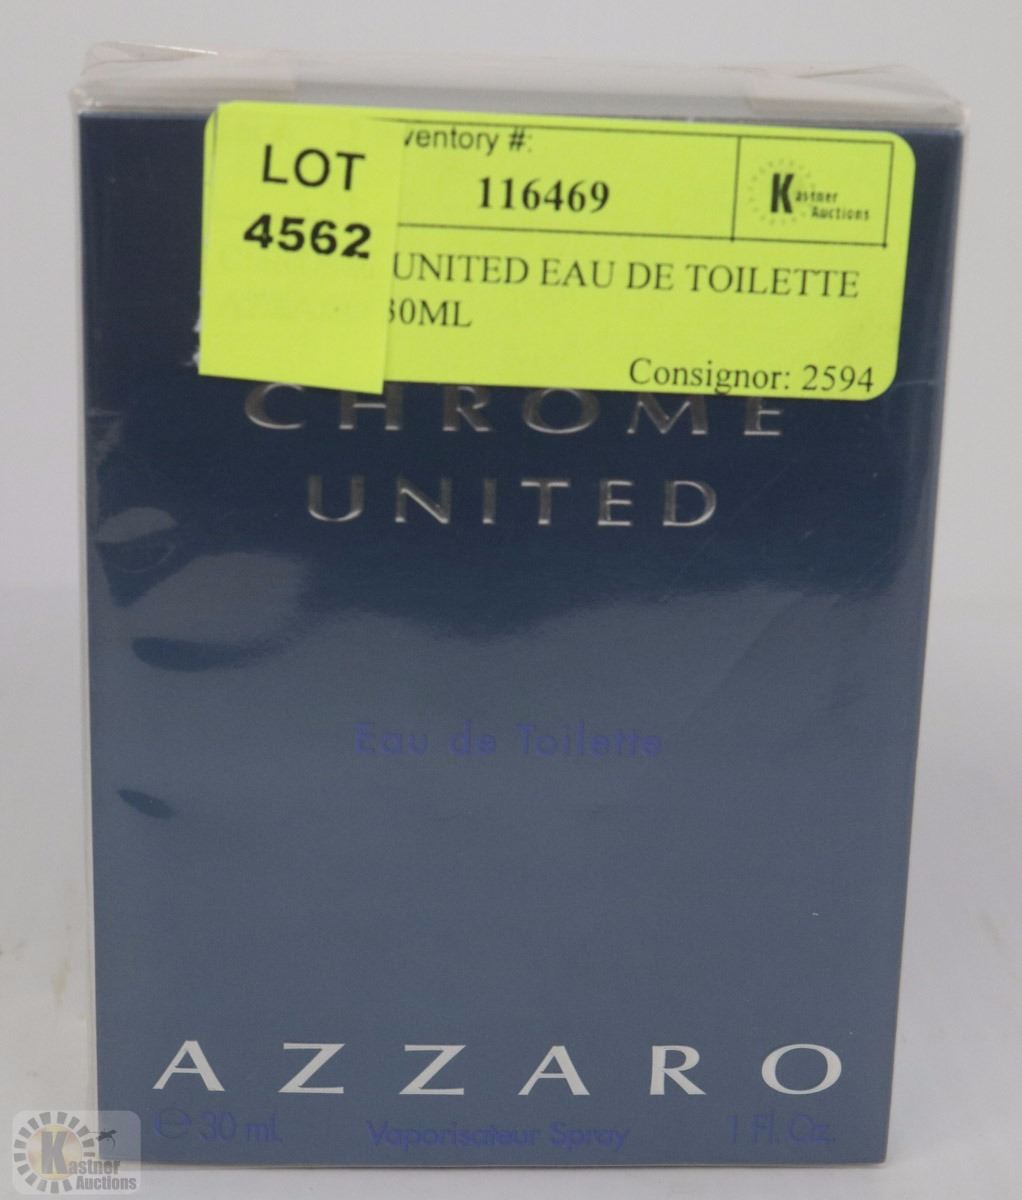 LOT
4562
ventory #:
116469
Kastner
Auctions
UNITED EAU DE TOILETTE
30ML
Consignor: 2594
CHROME
UNITED
Eau de Toilette
AZZARO
℮ 30 mL Vaporisateur Spray 1 Fl. Oz.
Kastner
Auctions